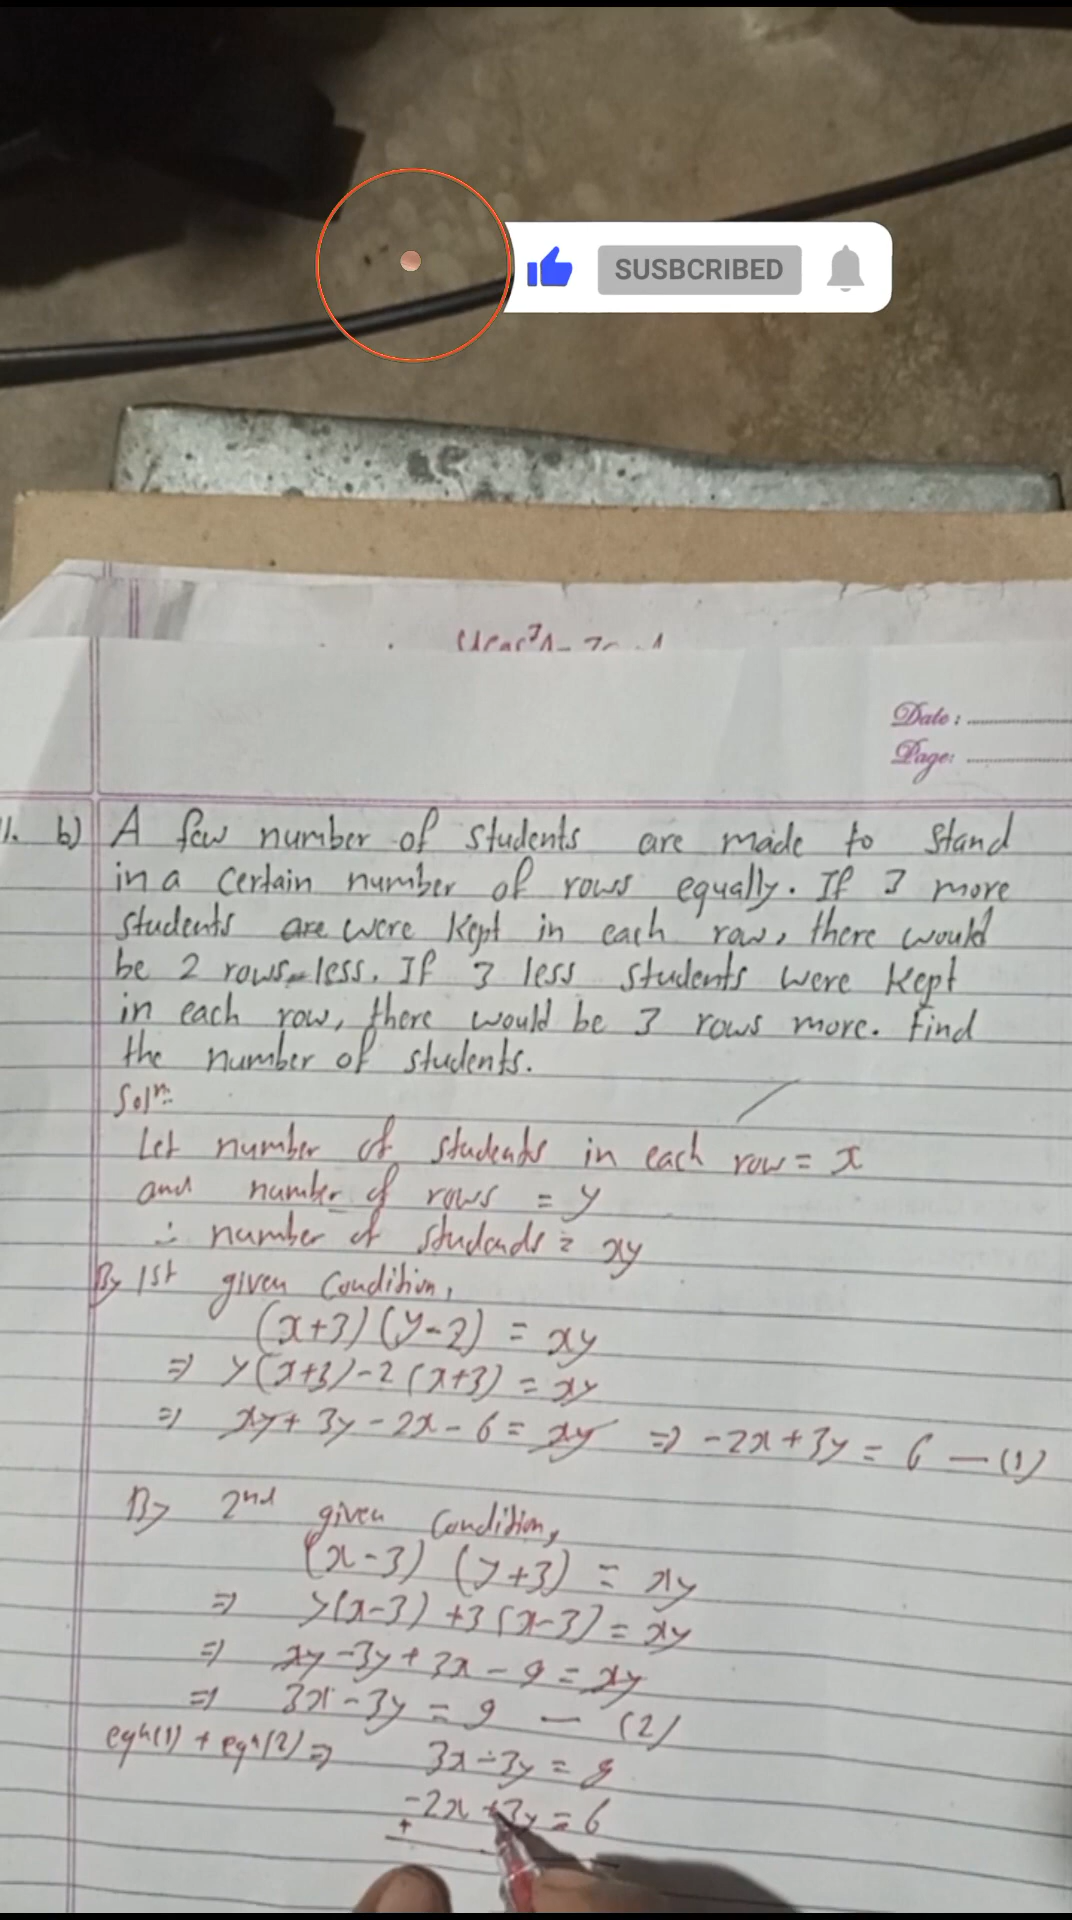 SUSBCRIBED
Date :
Page:
1. b) A few number of students are made to stand
in a certain number of rows equally. If 3 more
students are were kept in each row, there would
be 2 rows less. If 3 less students were kept
in each row, there would be 3 rows more. Find
the number of students.
Solⁿ:
Let number of students in each row = x
and number of rows = y
∴ number of students = xy
By 1st given Condition,
(x+3) (y-2) = xy
⇒ y(x+3)-2(x+3) = xy
⇒ xy + 3y - 2x - 6 = xy ⇒ -2x + 3y = 6 — (1)
By 2nd given Condition,
(x-3) (y+3) = xy
⇒ y(x-3) +3(x-3) = xy
⇒ xy -3y + 3x - 9 = xy
⇒ 3x - 3y = 9 — (2)
eqⁿ(1) + eqⁿ(2) ⇒ 3x - 3y = 9
-2x + 3y = 6
+